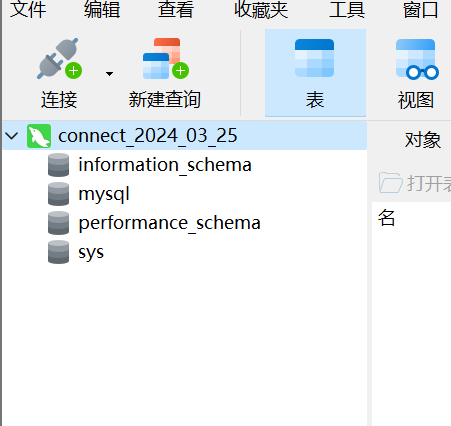 文件 编辑 查看 收藏夹 工具 窗口
连接 新建查询 表 视图
connect_2024_03_25
对象
information_schema
打开表
mysql
名
performance_schema
sys